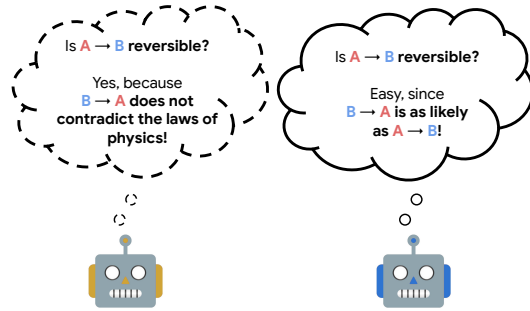 Is A → B reversible?
Yes, because
B → A does not
contradict the laws of
physics!
Is A → B reversible?
Easy, since
B → A is as likely
as A → B!